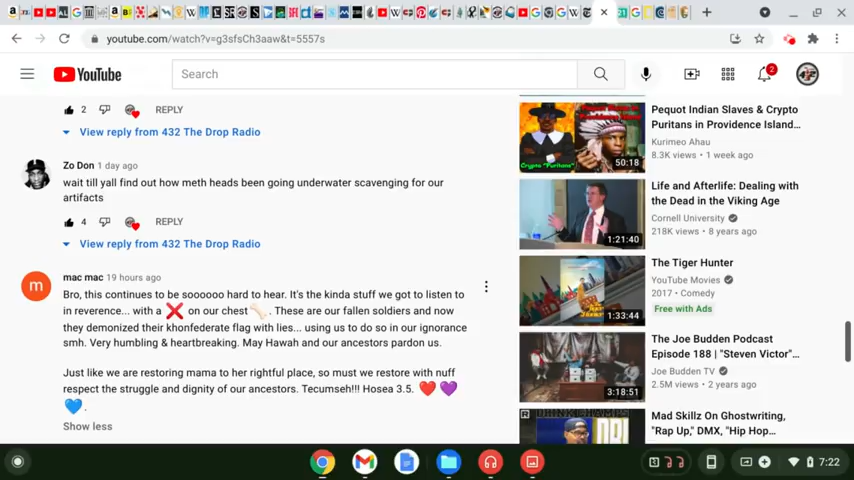 youtube.com/watch?v=g3sfsCh3aaw&t=5557s
YouTube
Search
2
2
REPLY
View reply from 432 The Drop Radio
Zo Don 1 day ago
wait till yall find out how meth heads been going underwater scavenging for our
artifacts
4
REPLY
View reply from 432 The Drop Radio
m
mac mac 19 hours ago
Bro, this continues to be soooooo hard to hear. It's the kinda stuff we got to listen to
in reverence... with a ❌ on our chest🦴. These are our fallen soldiers and now
they demonized their khonfederate flag with lies... using us to do so in our ignorance
smh. Very humbling & heartbreaking. May Hawah and our ancestors pardon us.
Just like we are restoring mama to her rightful place, so must we restore with nuff
respect the struggle and dignity of our ancestors. Tecumseh!!! Hosea 3.5. ❤️💜
💙.
Show less
Crypto "Puritans"
50:18
Pequot Indian Slaves & Crypto
Puritans in Providence Island...
Kurimeo Ahau
8.3K views • 1 week ago
1:21:40
Life and Afterlife: Dealing with
the Dead in the Viking Age
Cornell University
218K views • 8 years ago
1:33:44
The Tiger Hunter
YouTube Movies
2017 • Comedy
Free with Ads
3:18:51
The Joe Budden Podcast
Episode 188 | "Steven Victor"...
Joe Budden TV
2.5M views • 2 years ago
DRINK CHAMPS
Mad Skillz On Ghostwriting,
"Rap Up," DMX, "Hip Hop...
7:22